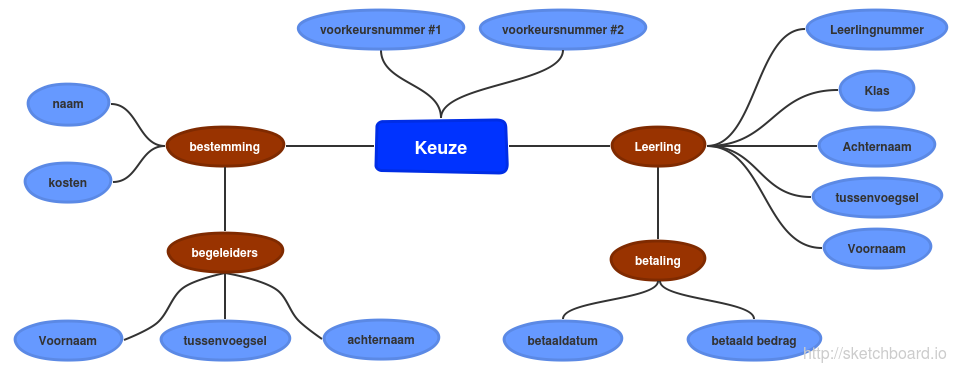 voorkeursnummer #1
voorkeursnummer #2
Leerlingnummer
naam
Klas
bestemming
Keuze
Leerling
Achternaam
kosten
tussenvoegsel
begeleiders
betaling
Voornaam
Voornaam
tussenvoegsel
achternaam
betaaldatum
betaald bedrag
http://sketchboard.io